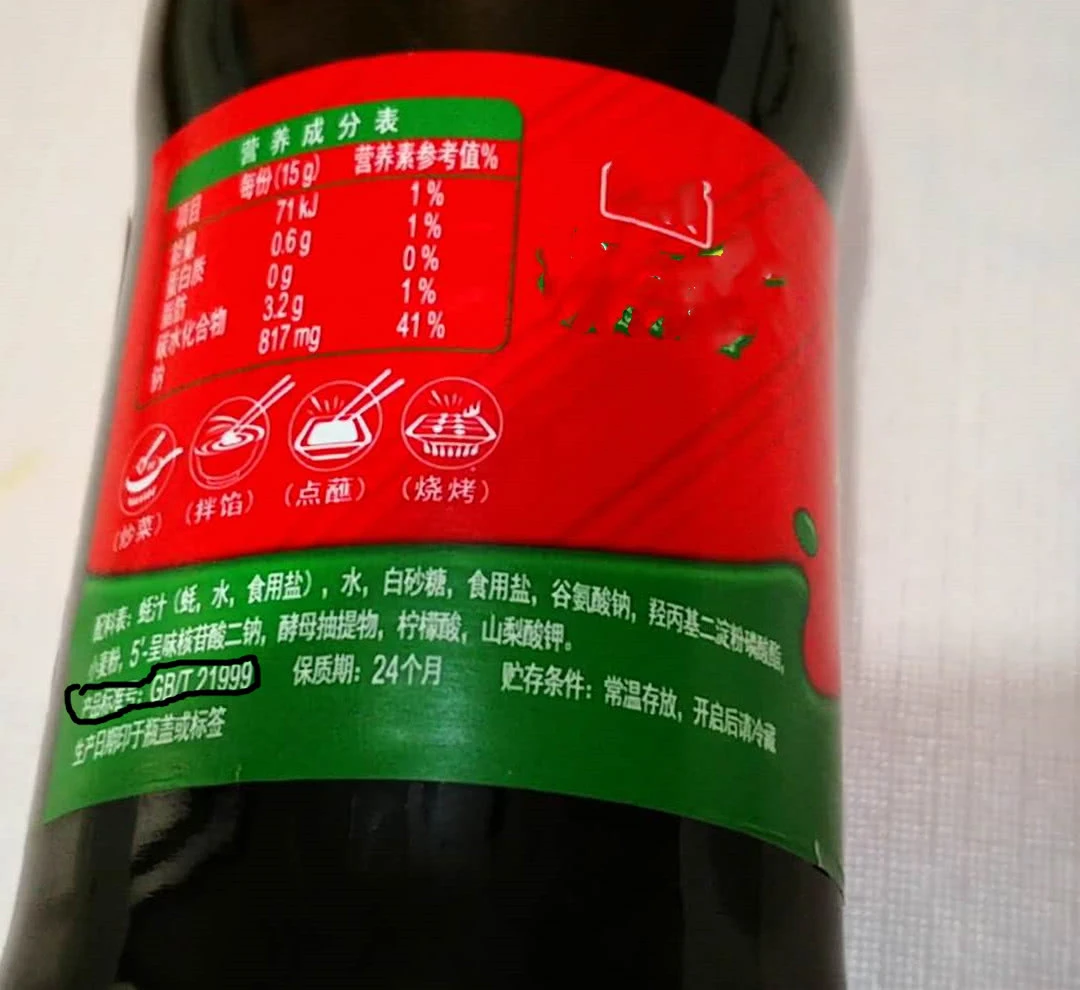 营养成分表
项目 每份(15g) 营养素参考值%
能量 71kJ 1%
蛋白质 0.6g 1%
脂肪 0g 0%
碳水化合物 3.2g 1%
钠 817mg 41%
(炒菜) (拌馅) (点蘸) (烧烤)
配料表：蚝汁（蚝，水，食用盐），水，白砂糖，食用盐，谷氨酸钠，羟丙基二淀粉磷酸酯，
小麦粉，5'-呈味核苷酸二钠，酵母抽提物，柠檬酸，山梨酸钾。
产品标准号：GB/T 21999 保质期：24个月 贮存条件：常温存放，开启后请冷藏
生产日期印于瓶盖或标签